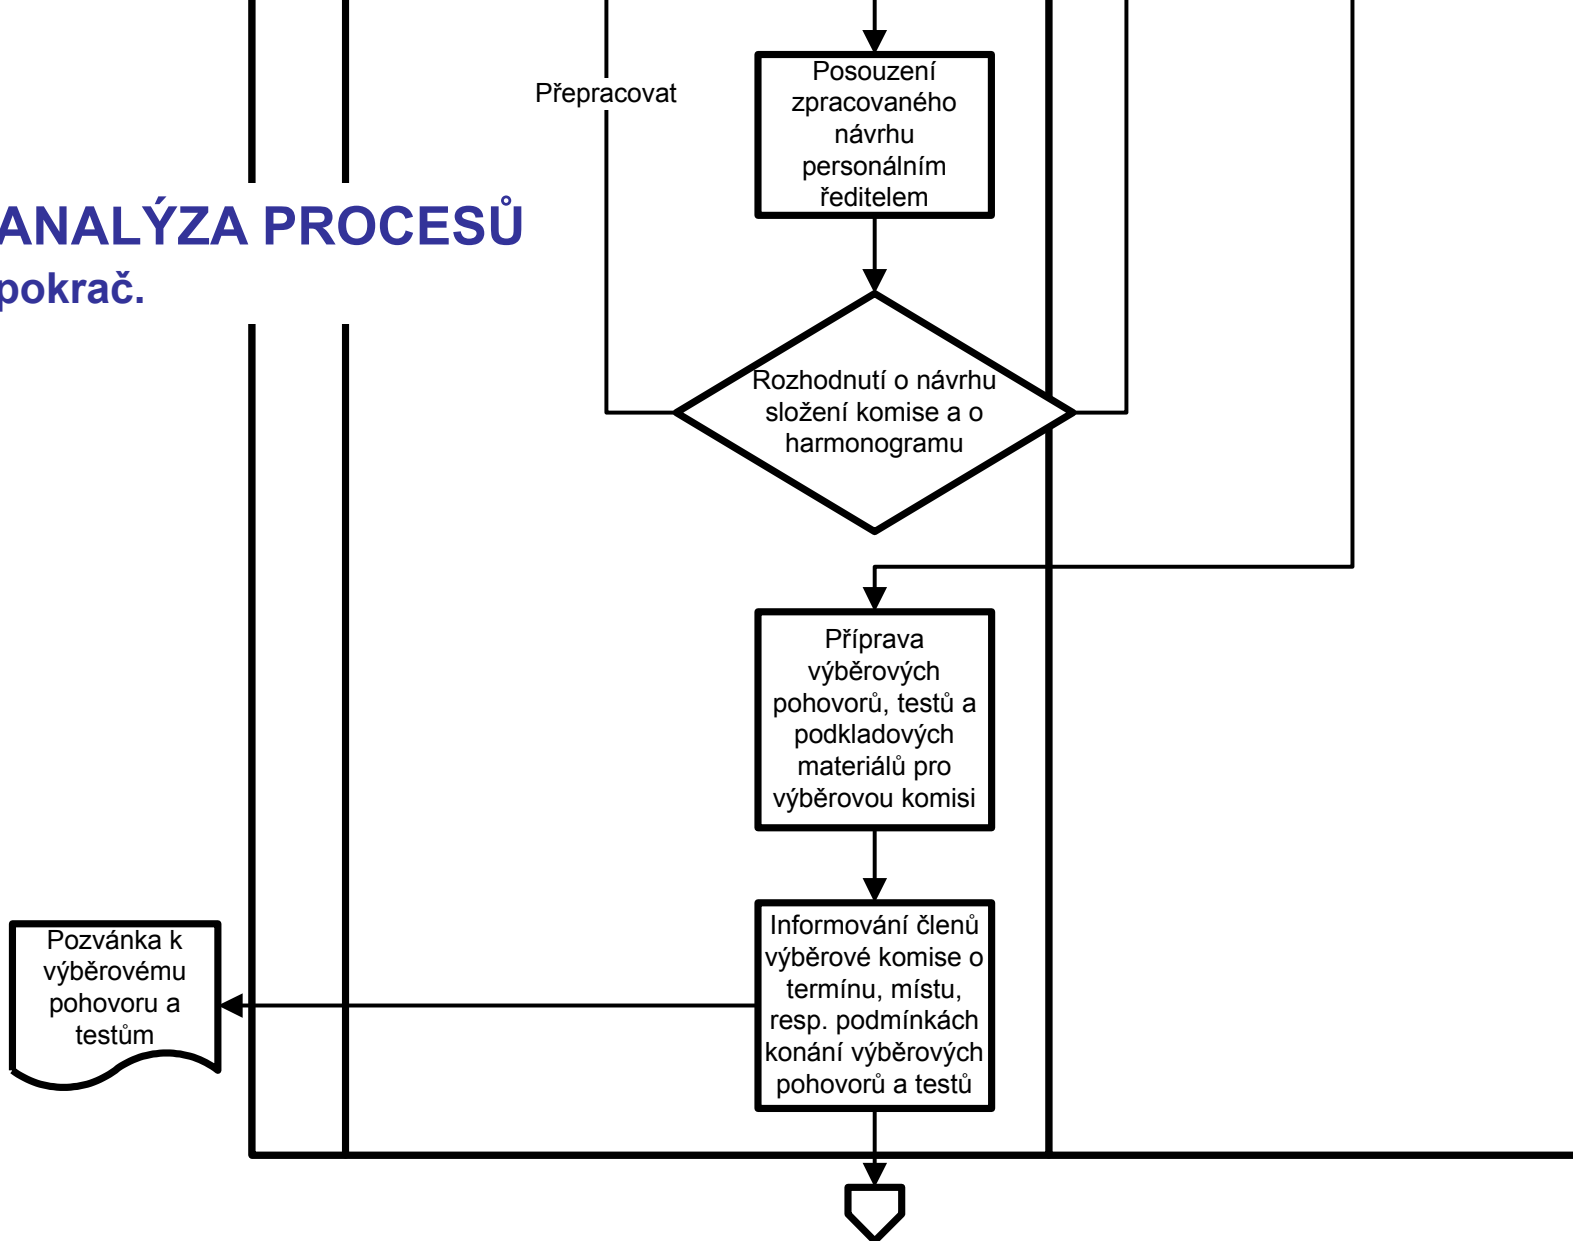 Přepracovat
Posouzení
zpracovaného
návrhu
personálním
ředitelem
ANALÝZA PROCESŮ
pokrač.
Rozhodnutí o návrhu
složení komise a o
harmonogramu
Příprava
výběrových
pohovorů, testů a
podkladových
materiálů pro
výběrovou komisi
Pozvánka k
výběrovému
pohovoru a
testům
Informování členů
výběrové komise o
termínu, místu,
resp. podmínkách
konání výběrových
pohovorů a testů